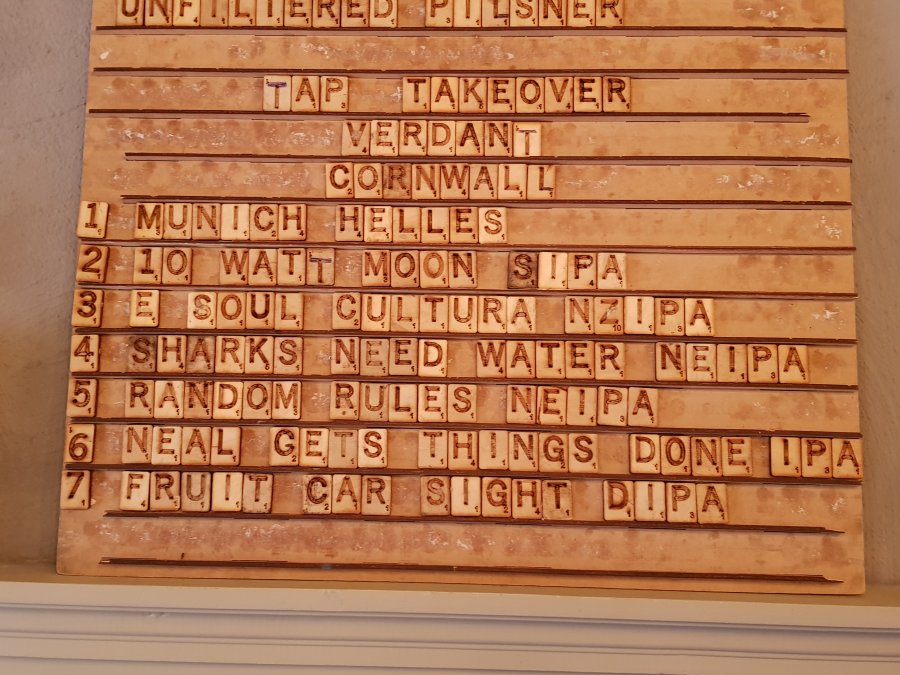 UNFILTERED PILSNER
TAP TAKEOVER
VERDANT
CORNWALL
1 MUNICH HELLES
2 10 WATT MOON SIPA
3 E SOUL CULTURA NZIPA
4 SHARKS NEED WATER NEIPA
5 RANDOM RULES NEIPA
6 NEAL GETS THINGS DONE IPA
7 FRUIT CAR SIGHT DIPA